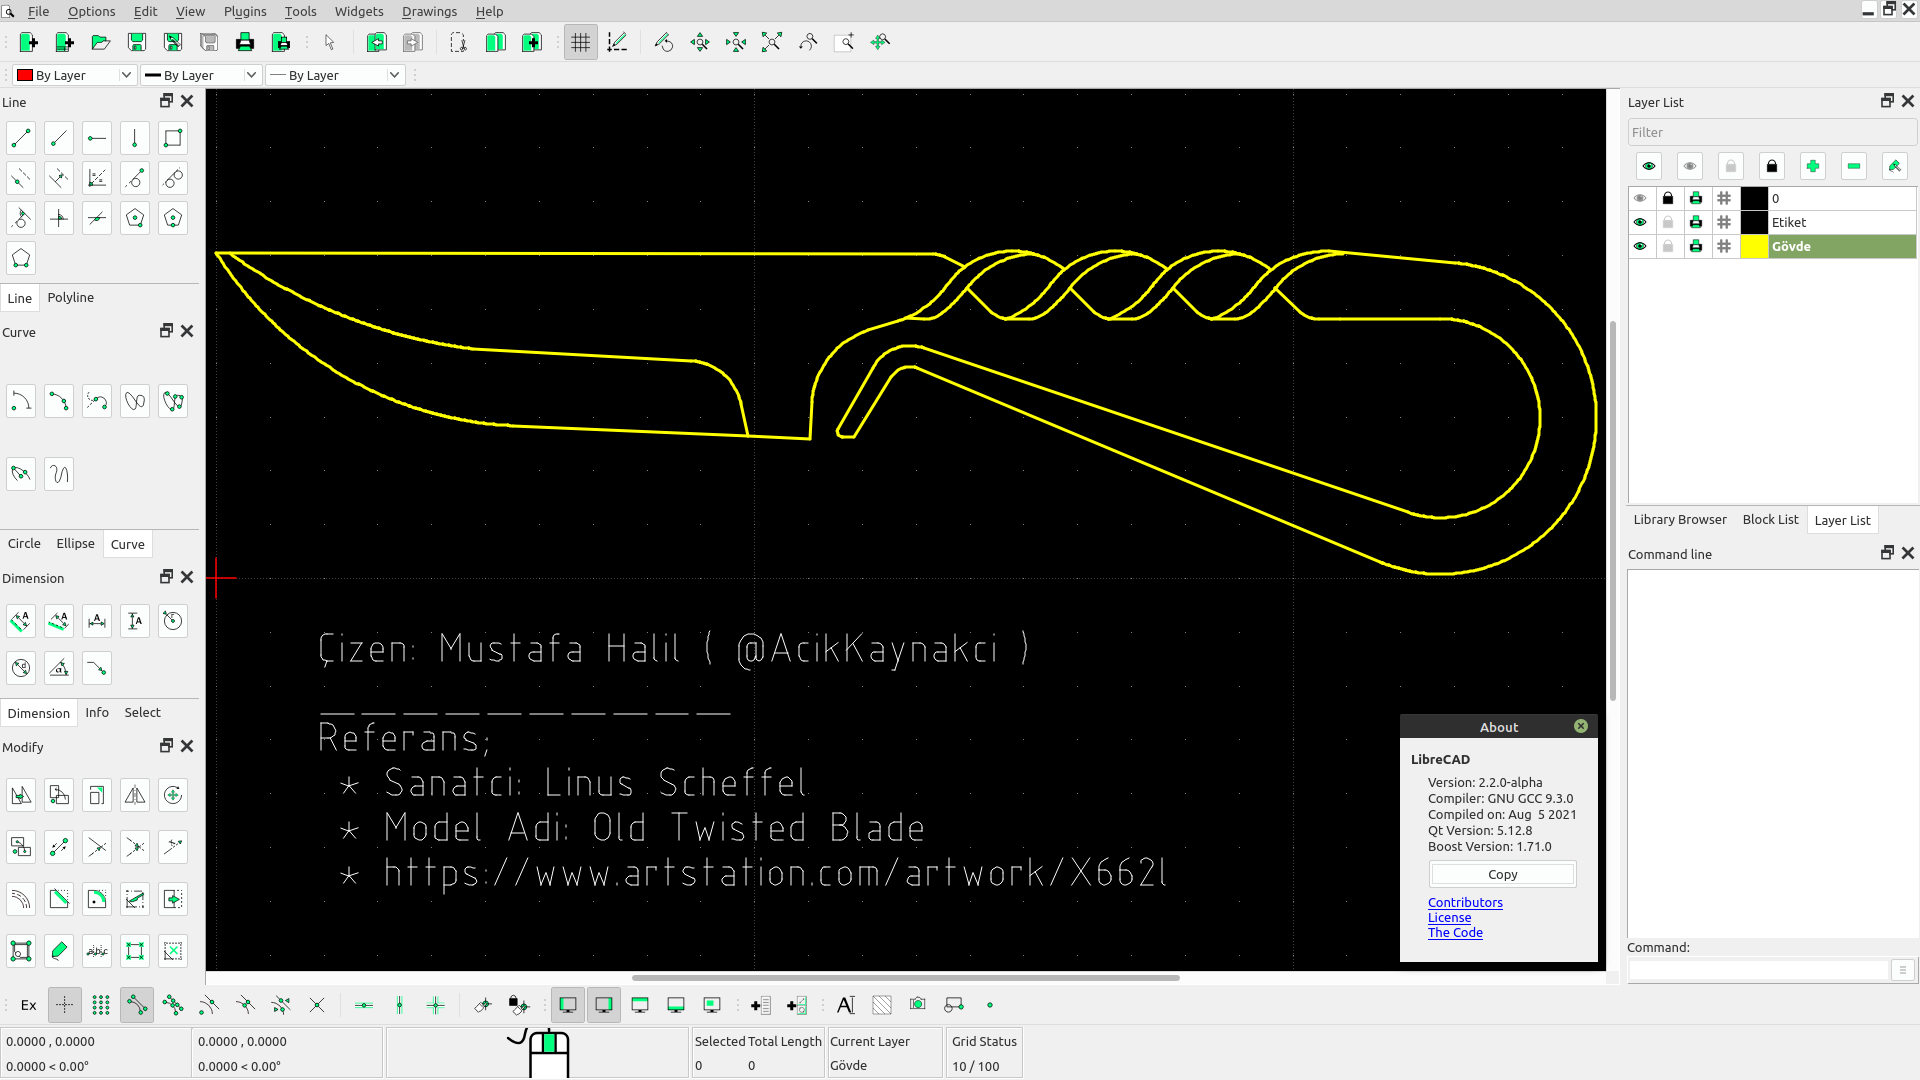 File Options Edit View Plugins Tools Widgets Drawings Help
By Layer By Layer By Layer
Line
Line Polyline
Curve
Circle Ellipse Curve
Dimension
Dimension Info Select
Modify
Çizen: Mustafa Halil ( @AcikKaynakci )
__________
Referans;
* Sanatci: Linus Scheffel
* Model Adi: Old Twisted Blade
* https://www.artstation.com/artwork/X662l
About
LibreCAD
Version: 2.2.0-alpha
Compiler: GNU GCC 9.3.0
Compiled on: Aug 5 2021
Qt Version: 5.12.8
Boost Version: 1.71.0
Copy
Contributors
License
The Code
Layer List
Filter
0
Etiket
Gövde
Library Browser Block List Layer List
Command line
Command:
Ex
0.0000 , 0.0000 0.0000 , 0.0000 Selected Total Length Current Layer Grid Status
0.0000 < 0.00° 0.0000 < 0.00° 0 0 Gövde 10 / 100